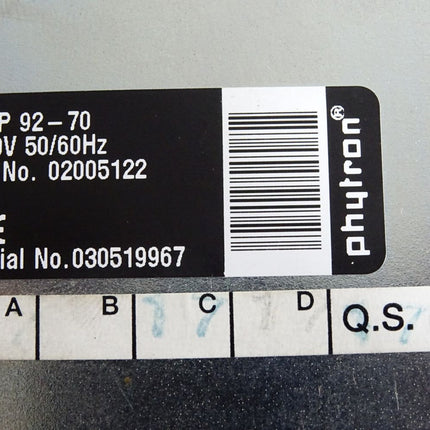 P 92-70
0V 50/60Hz
No. 02005122
ial No.030519967
phytron®
A B C D Q.S.